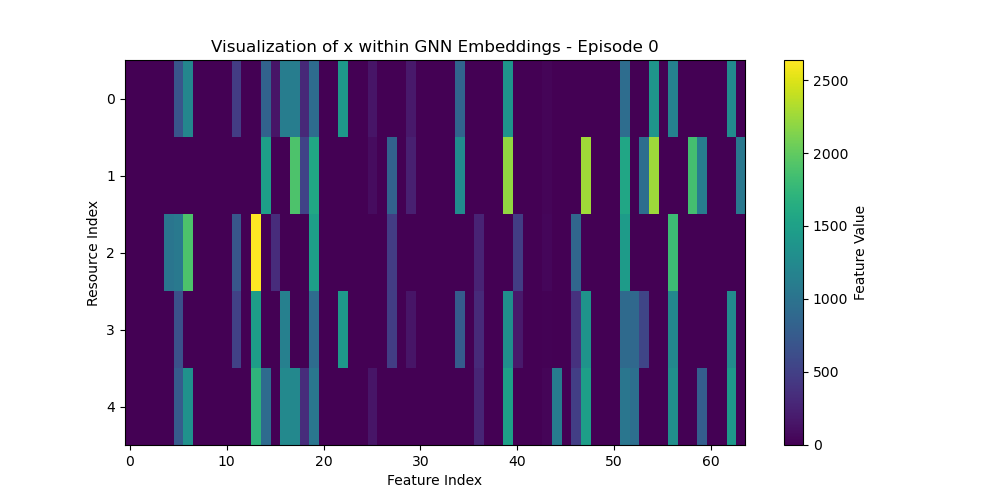 Visualization of x within GNN Embeddings - Episode 0
Resource Index
0
1
2
3
4
0 10 20 30 40 50 60
Feature Index
2500
2000
1500
1000
500
0
Feature Value